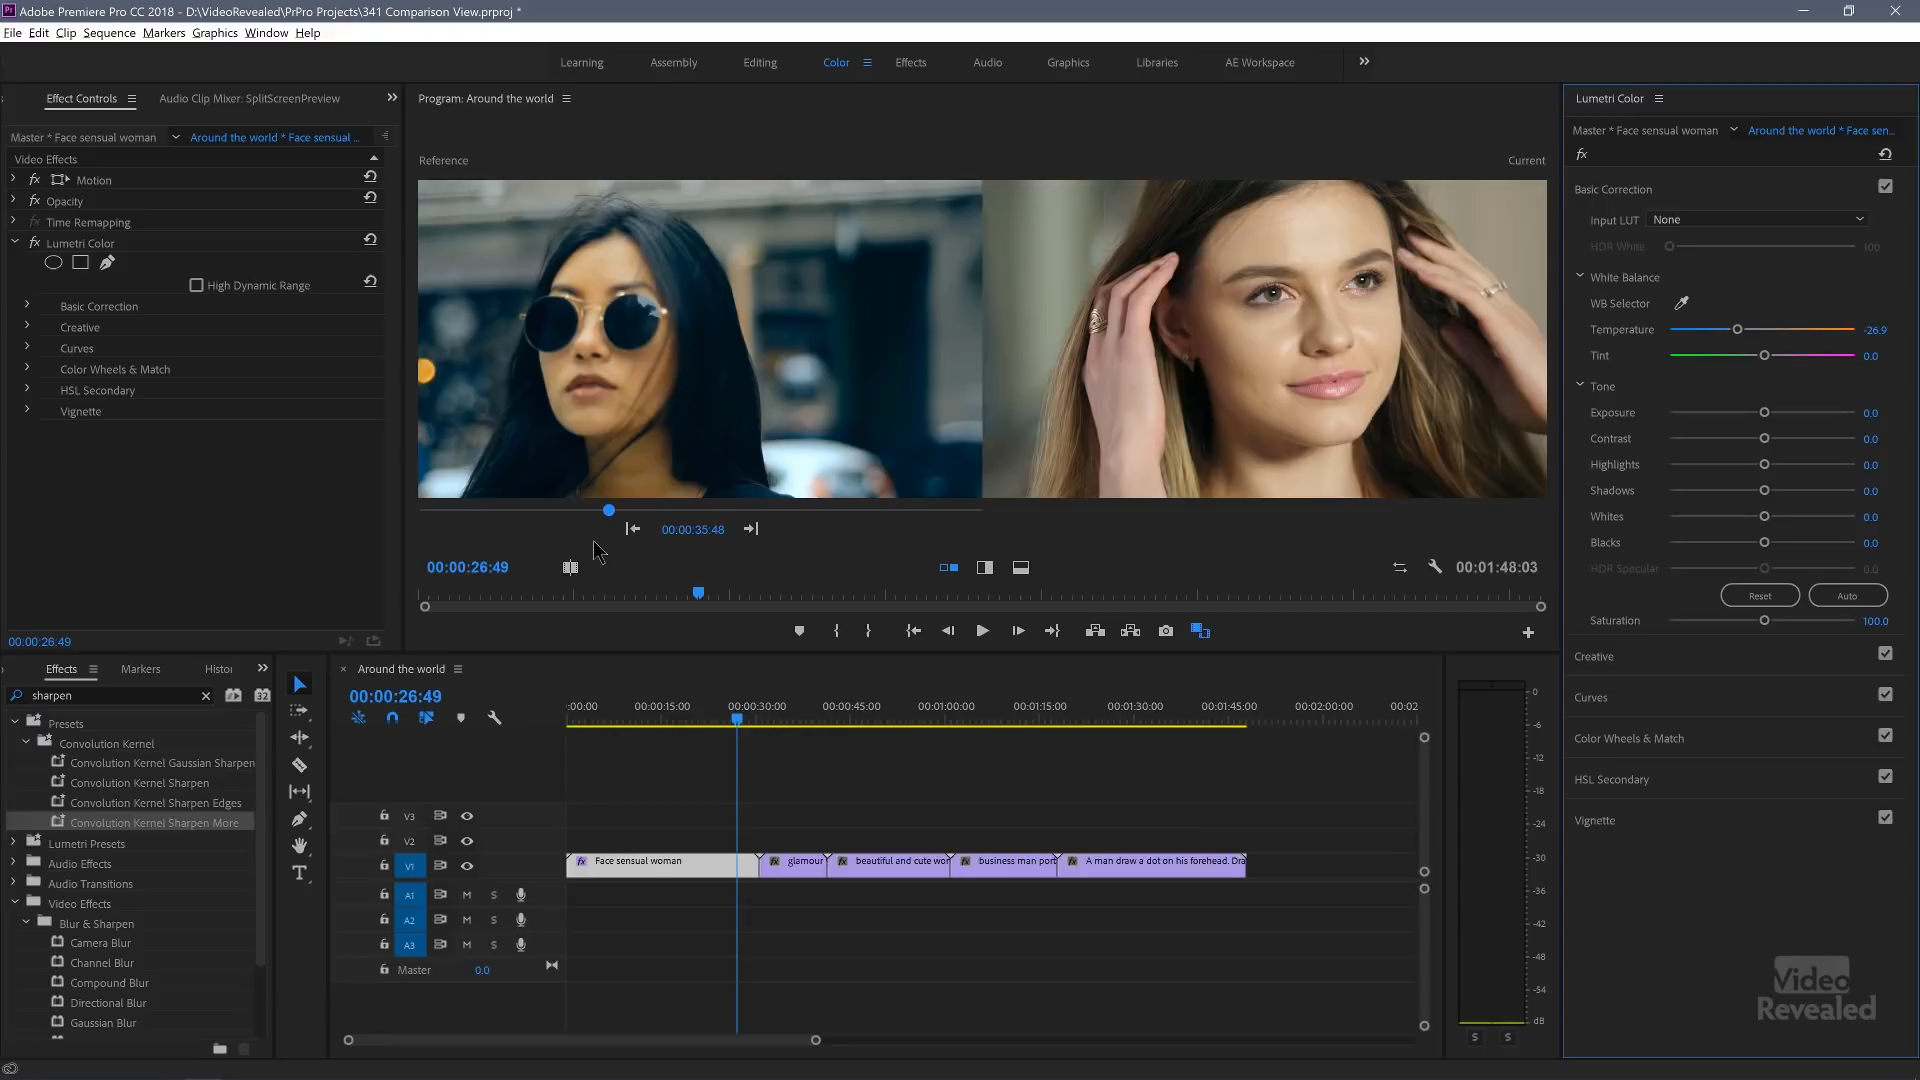 Adobe Premiere Pro CC 2018 - D:\VideoRevealed\PrPro Projects\341 Comparison View.prproj *
File Edit Clip Sequence Markers Graphics Window Help
Learning Assembly Editing Color Effects Audio Graphics Libraries AE Workspace
Effect Controls Audio Clip Mixer: SplitScreenPreview
Master * Face sensual woman Around the world * Face sensual ...
Video Effects
fx Motion
fx Opacity
fx Time Remapping
fx Lumetri Color
High Dynamic Range
Basic Correction
Creative
Curves
Color Wheels & Match
HSL Secondary
Vignette
00:00:26:49
Program: Around the world
Reference Current
00:00:35:48
00:00:26:49 00:01:48:03
Lumetri Color
Master * Face sensual woman Around the world * Face sen...
fx
Basic Correction
Input LUT None
HDR White 100
White Balance
WB Selector
Temperature -26.9
Tint 0.0
Tone
Exposure 0.0
Contrast 0.0
Highlights 0.0
Shadows 0.0
Whites 0.0
Blacks 0.0
HDR Specular 0.0
Reset Auto
Saturation 100.0
Creative
Curves
Color Wheels & Match
HSL Secondary
Vignette
Effects Markers Histo
sharpen 32
Presets
Convolution Kernel
Convolution Kernel Gaussian Sharpen
Convolution Kernel Sharpen
Convolution Kernel Sharpen Edges
Convolution Kernel Sharpen More
Lumetri Presets
Audio Effects
Audio Transitions
Video Effects
Blur & Sharpen
Camera Blur
Channel Blur
Compound Blur
Directional Blur
Gaussian Blur
T
Around the world
00:00:26:49
:00:00 00:00:15:00 00:00:30:00 00:00:45:00 00:01:00:00 00:01:15:00 00:01:30:00 00:01:45:00 00:02:00:00 00:02
V3
V2
V1 fx Face sensual woman fx glamour fx beautiful and cute wor fx business man port fx A man draw a dot on his forehead. Dra
A1 M S
A2 M S
A3 M S
Master 0.0
0
-6
-12
-18
-24
-30
-36
-42
-48
-54
dB
S S
Video
Revealed